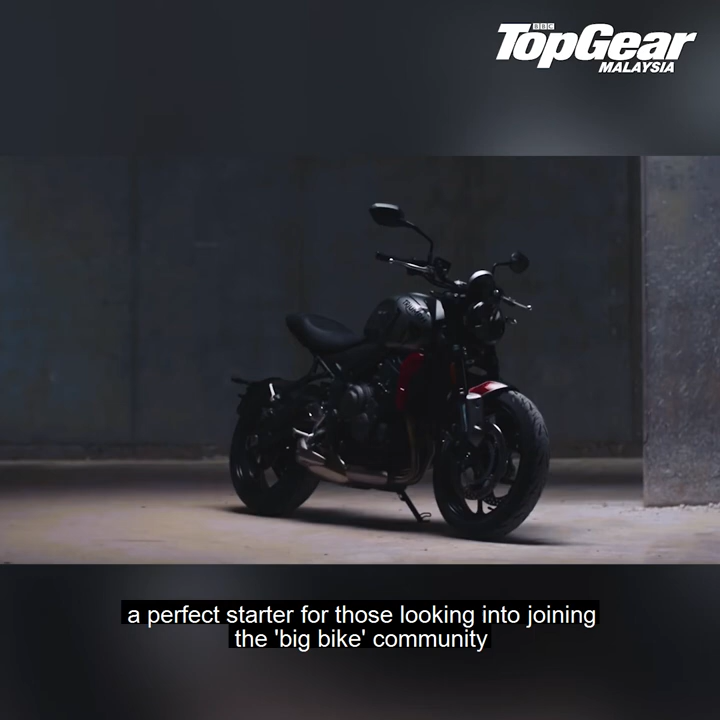 BBC
TopGear
MALAYSIA
a perfect starter for those looking into joining
the 'big bike' community